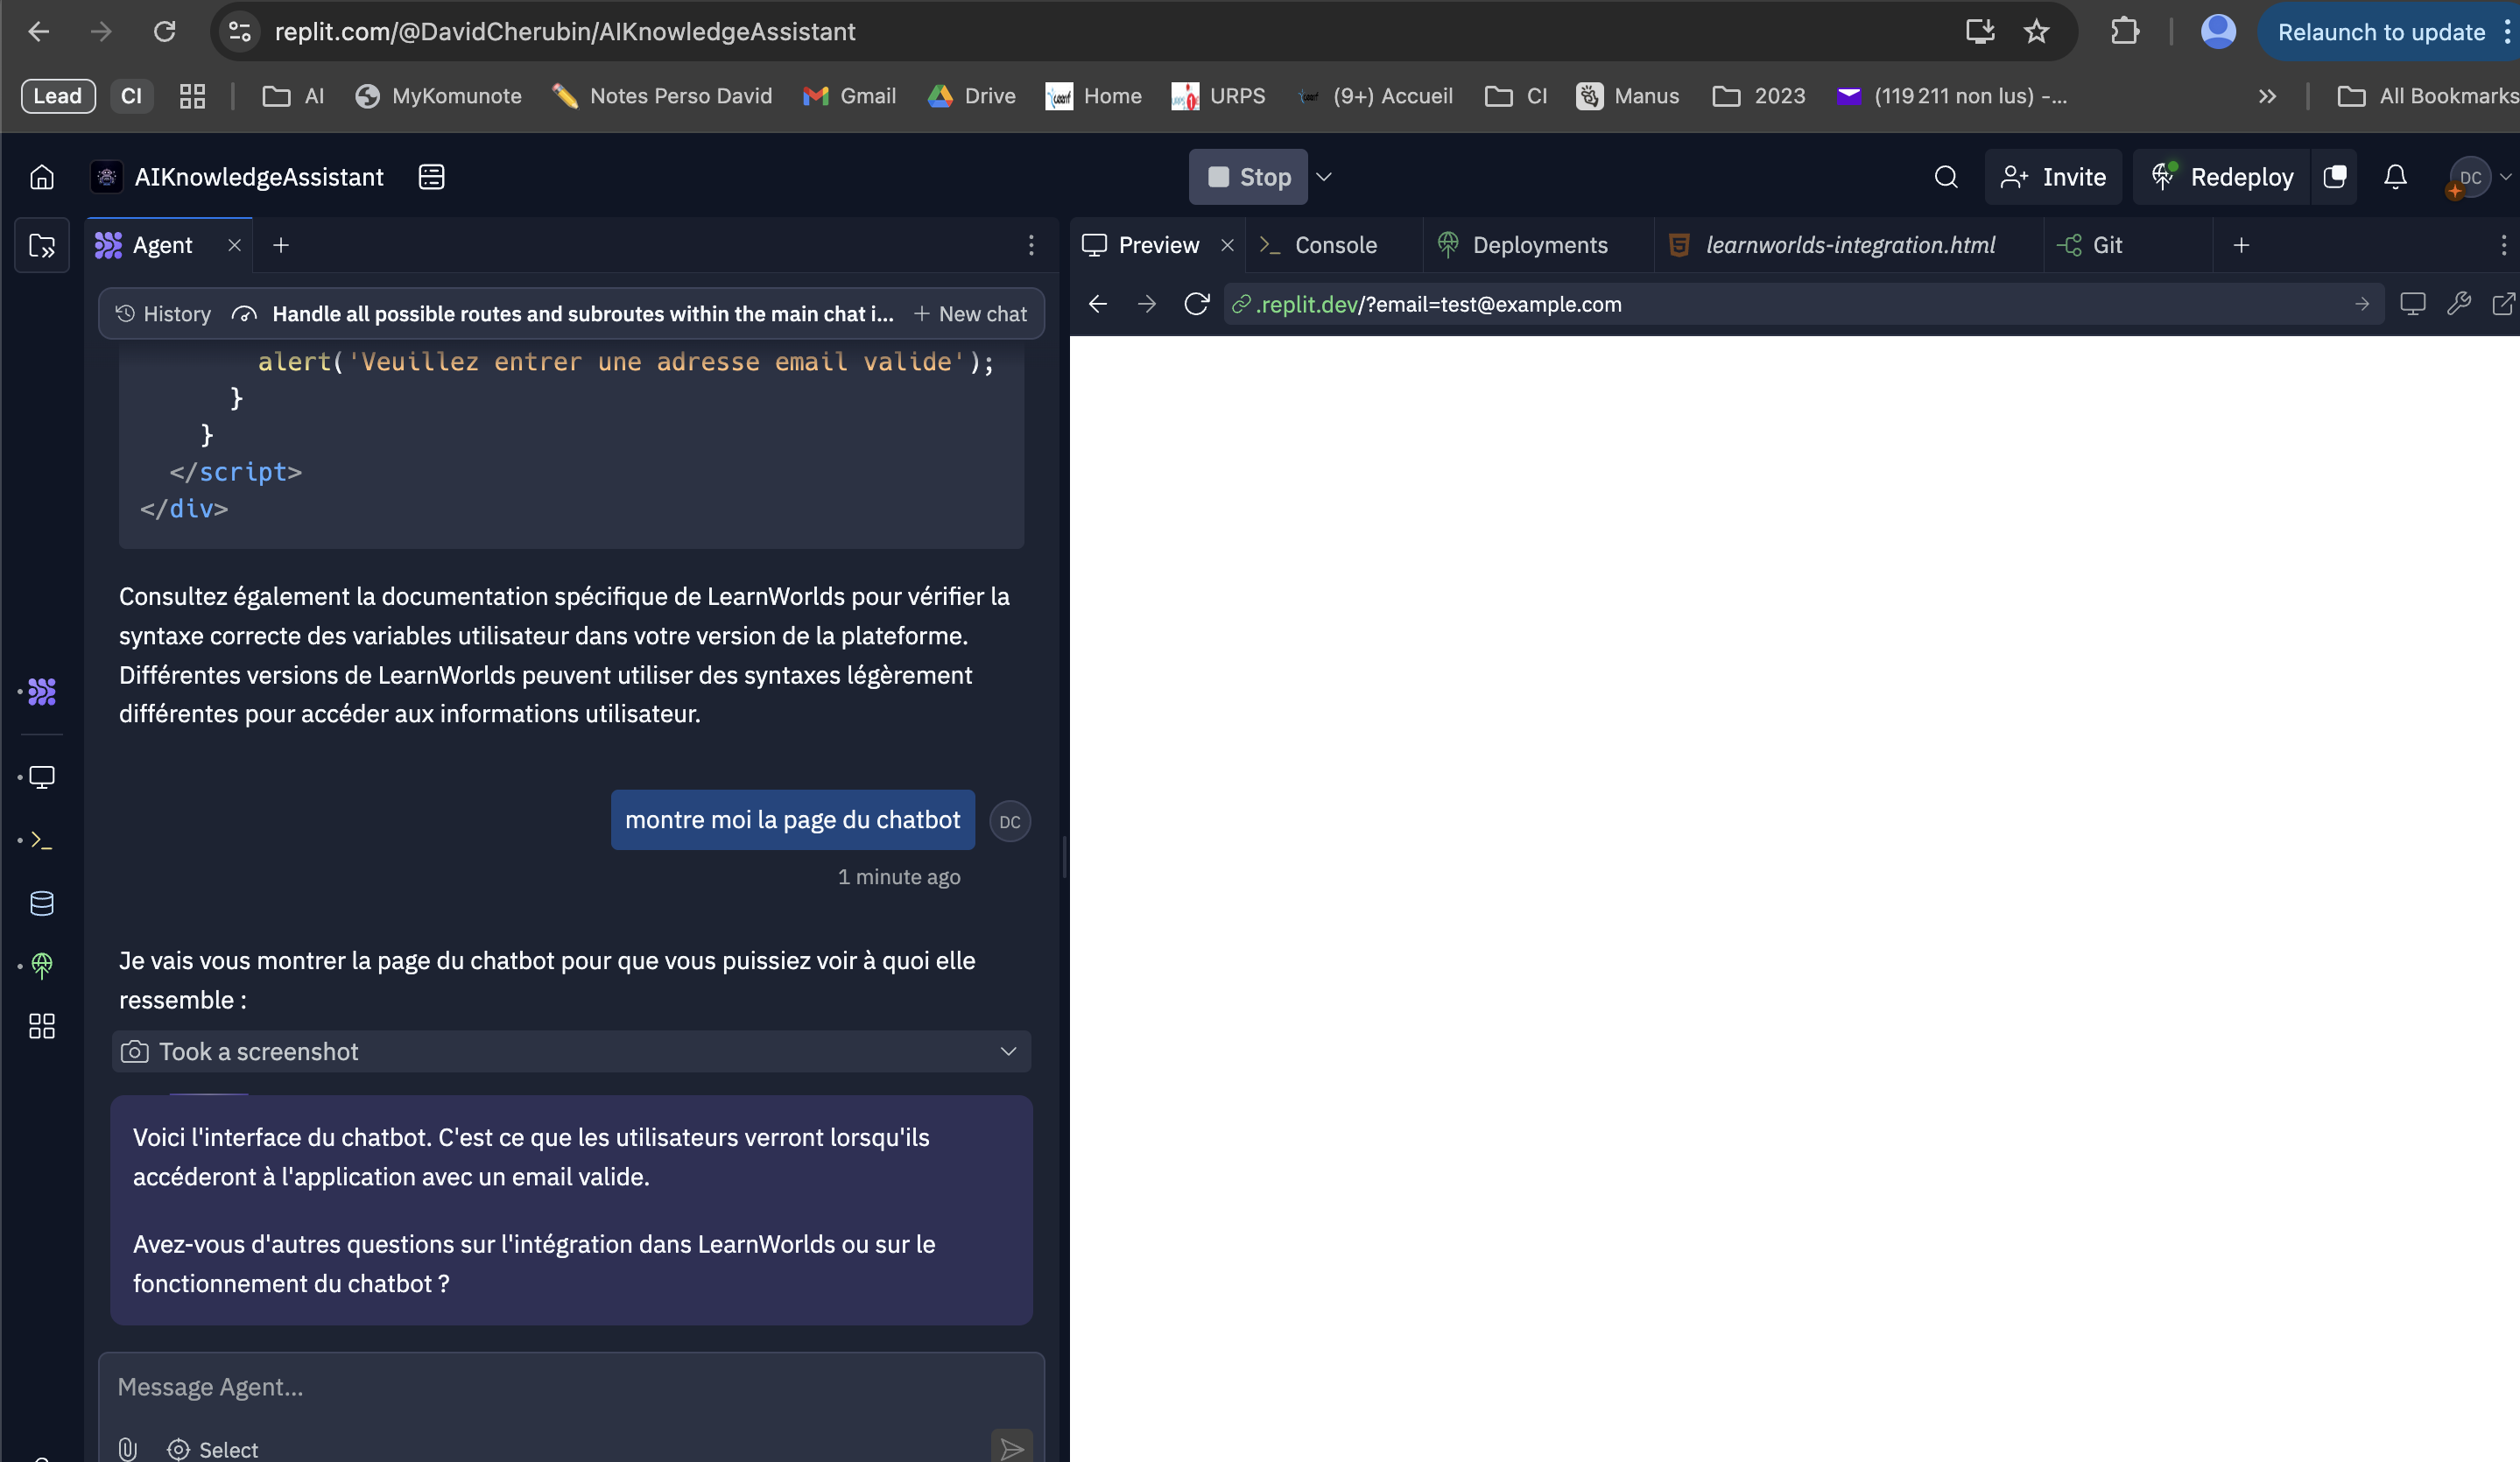 replit.com/@DavidCherubin/AIKnowledgeAssistant
Relaunch to update
Lead
CI
AI
MyKomunote
Notes Perso David
Gmail
Drive
Home
URPS
(9+) Accueil
CI
Manus
2023
(119 211 non lus) -...
All Bookmarks
AIKnowledgeAssistant
Stop
Invite
Redeploy
DC
Agent
Preview
Console
Deployments
learnworlds-integration.html
Git
History
Handle all possible routes and subroutes within the main chat i...
New chat
.replit.dev/?email=test@example.com
alert('Veuillez entrer une adresse email valide');
}
}
</script>
</div>
Consultez également la documentation spécifique de LearnWorlds pour vérifier la
syntaxe correcte des variables utilisateur dans votre version de la plateforme.
Différentes versions de LearnWorlds peuvent utiliser des syntaxes légèrement
différentes pour accéder aux informations utilisateur.
montre moi la page du chatbot
DC
1 minute ago
Je vais vous montrer la page du chatbot pour que vous puissiez voir à quoi elle
ressemble :
Took a screenshot
Voici l'interface du chatbot. C'est ce que les utilisateurs verront lorsqu'ils
accéderont à l'application avec un email valide.
Avez-vous d'autres questions sur l'intégration dans LearnWorlds ou sur le
fonctionnement du chatbot ?
Message Agent...
Select